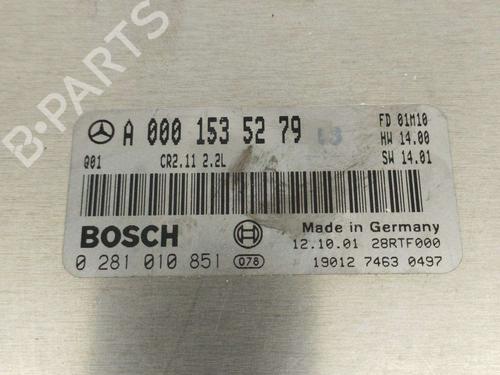 B-PARTS
A 000 153 52 79
FD 01M10
HW 14.00
Q01 CR2.11 2.2L
SW 14.01
BOSCH
Made in Germany
12.10.01 28RTF000
0 281 010 851 Q78
19012 7463 0497